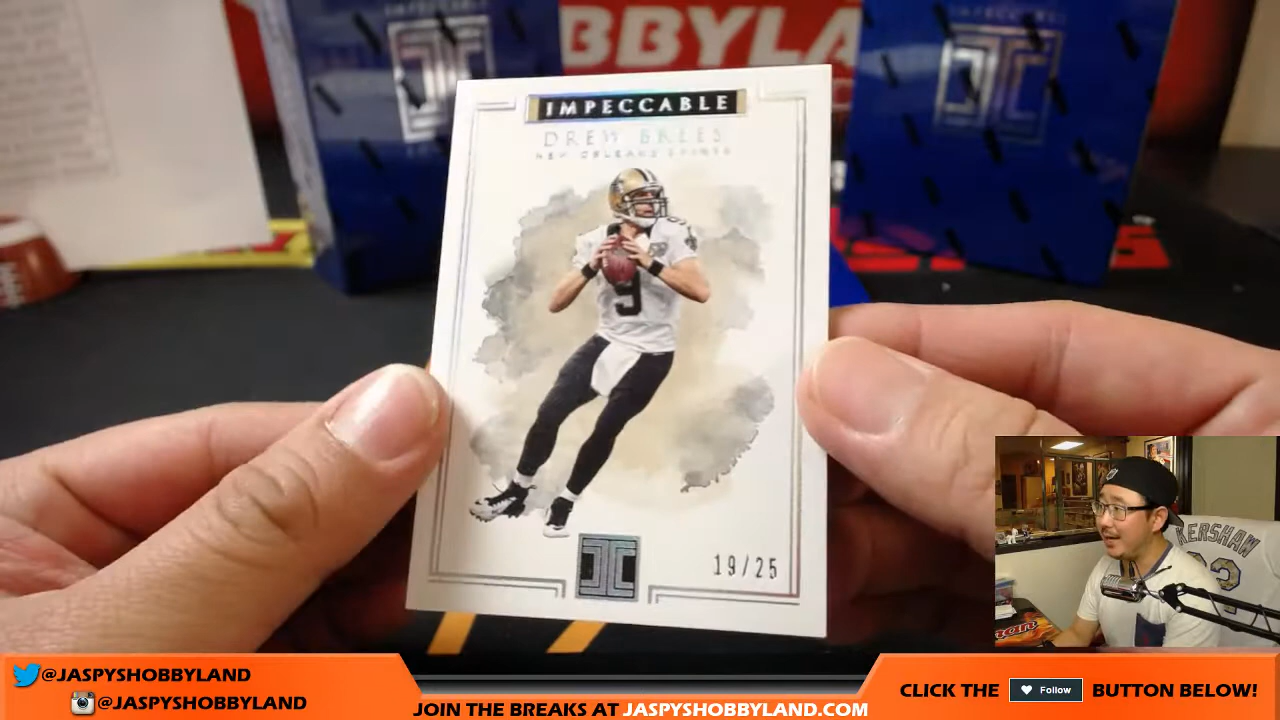 BBYLA
IMPECCABLE
DREW BREES
NEW ORLEANS SAINTS
9
19/25
KERSHAW
@JASPYSHOBBYLAND
@JASPYSHOBBYLAND
JOIN THE BREAKS AT JASPYSHOBBYLAND.COM
CLICK THE Follow BUTTON BELOW!